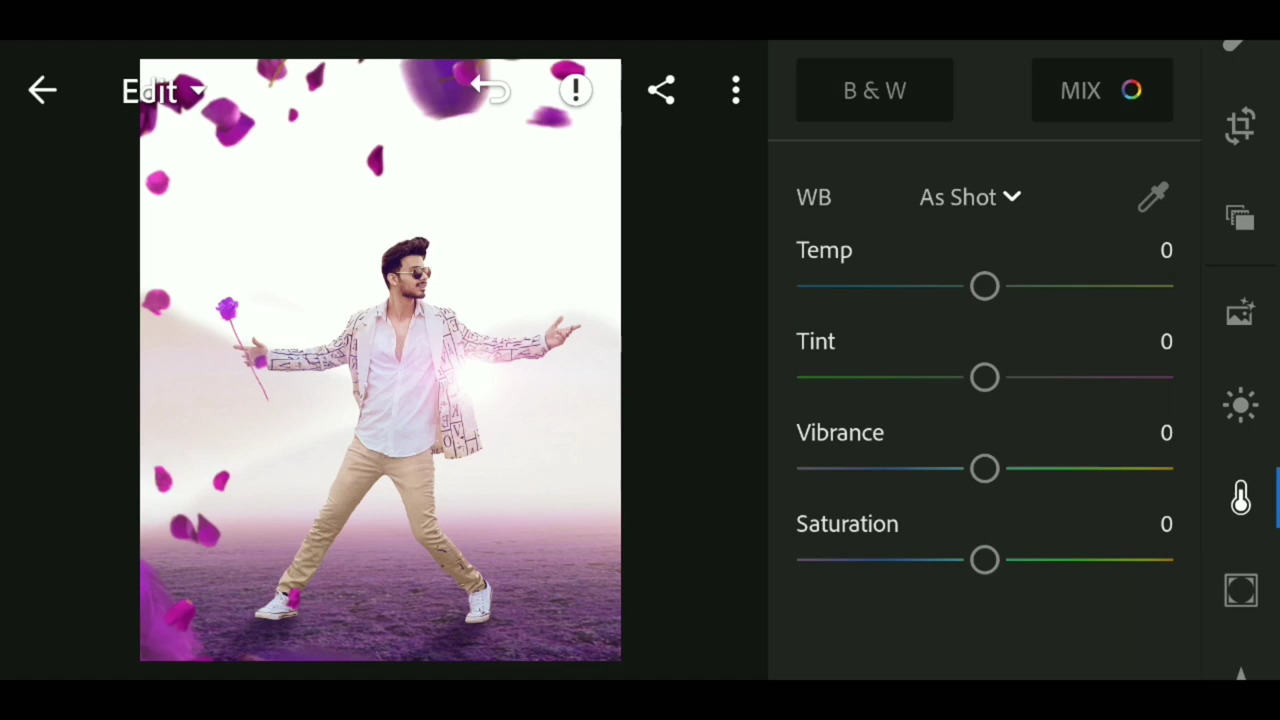 Edit
B & W
MIX
WB
As Shot
Temp
0
Tint
0
Vibrance
0
Saturation
0